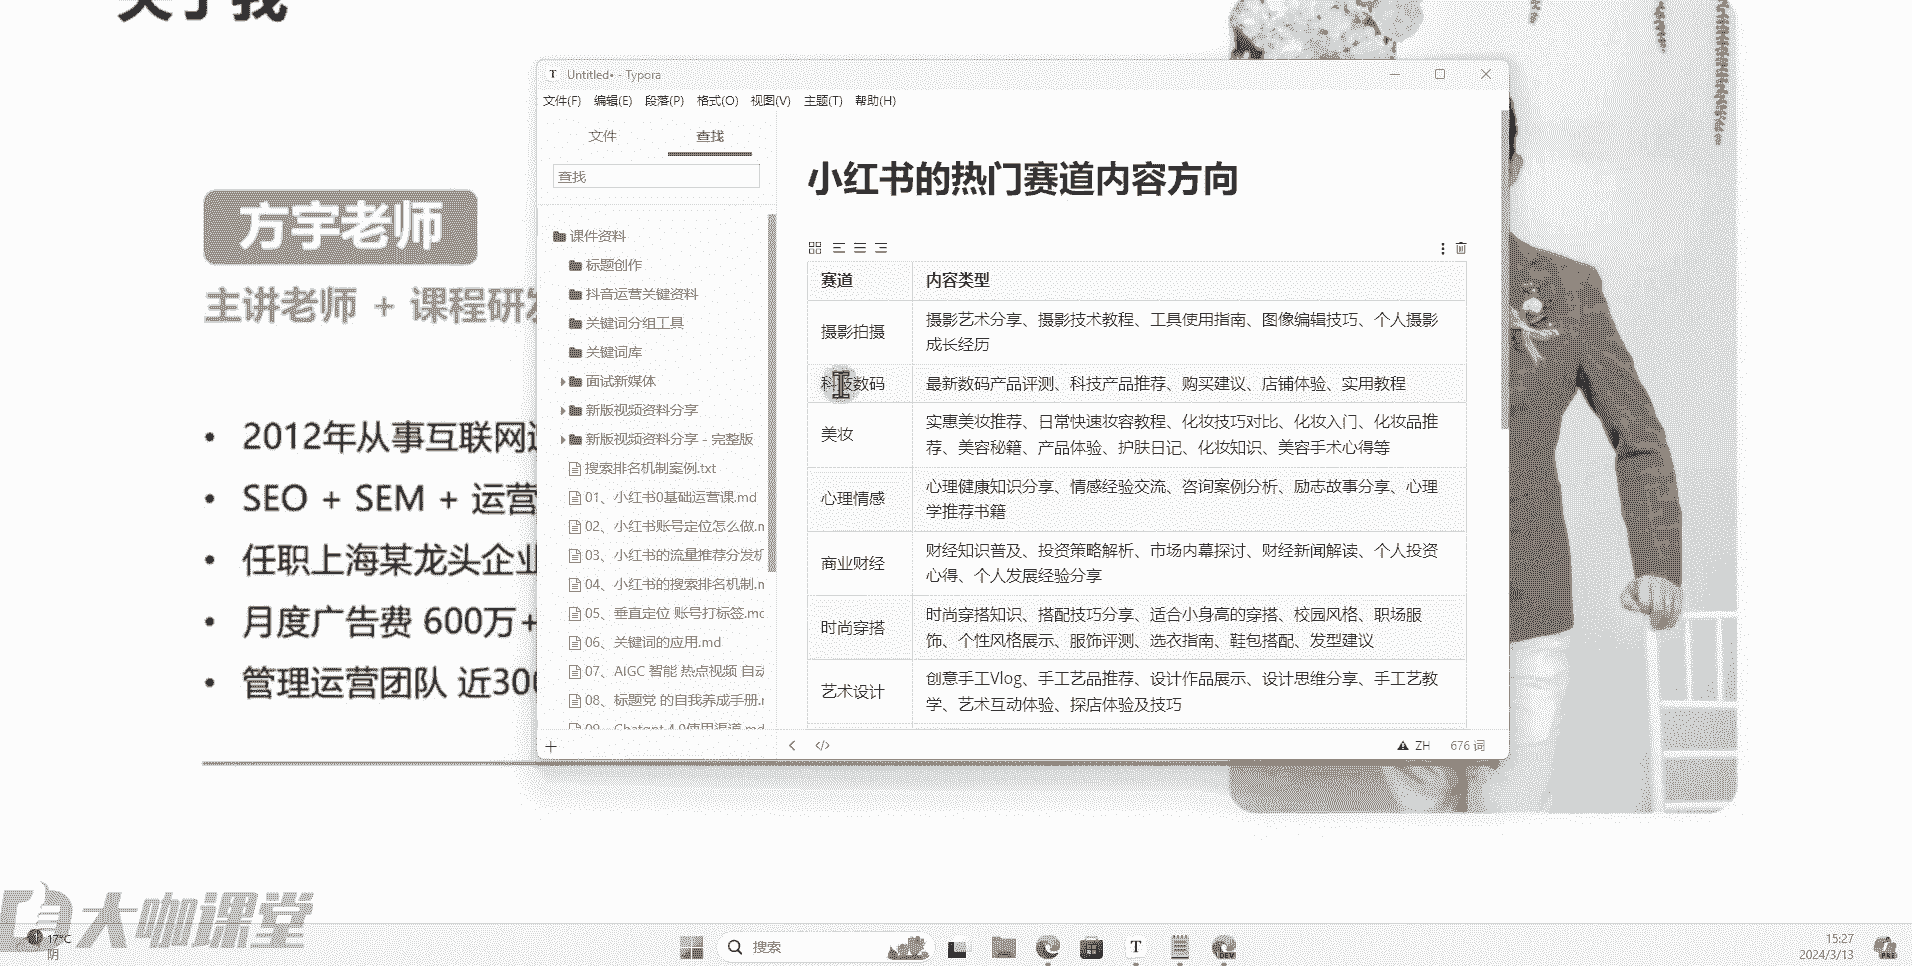 关于我
方宇老师
主讲老师 + 课程研发
2012年从事互联网
SEO + SEM + 运营
任职上海某龙头企业
月度广告费 600万+
管理运营团队 近300
Untitled• - Typora
文件(F) 编辑(E) 段落(P) 格式(O) 视图(V) 主题(T) 帮助(H)
文件 查找
查找
课件资料
标题创作
抖音运营关键资料
关键词分组工具
关键词库
面试新媒体
新版视频资料分享
新版视频资料分享 - 完整版
搜索排名机制案例.txt
01、小红书0基础运营课.md
02、小红书账号定位怎么做.m
03、小红书的流量推荐分发机
04、小红书的搜索排名机制.m
05、垂直定位 账号打标签.mc
06、关键词的应用.md
07、AIGC 智能 热点视频 自动
08、标题党 的自我养成手册.r
09、Chatgpt 4.0使用渠道.md
小红书的热门赛道内容方向
赛道 内容类型
摄影拍摄 摄影艺术分享、摄影技术教程、工具使用指南、图像编辑技巧、个人摄影
成长经历
科技数码 最新数码产品评测、科技产品推荐、购买建议、店铺体验、实用教程
美妆 实惠美妆推荐、日常快速妆容教程、化妆技巧对比、化妆入门、化妆品推
荐、美容秘籍、产品体验、护肤日记、化妆知识、美容手术心得等
心理情感 心理健康知识分享、情感经验交流、咨询案例分析、励志故事分享、心理
学推荐书籍
商业财经 财经知识普及、投资策略解析、市场内幕探讨、财经新闻解读、个人投资
心得、个人发展经验分享
时尚穿搭 时尚穿搭知识、搭配技巧分享、适合小身高的穿搭、校园风格、职场服
饰、个性风格展示、服饰评测、选衣指南、鞋包搭配、发型建议
艺术设计 创意手工Vlog、手工艺品推荐、设计作品展示、设计思维分享、手工艺教
学、艺术互动体验、探店体验及技巧
ZH 676 词
大咖课堂
17°C
阴
搜索
15:27
2024/3/13